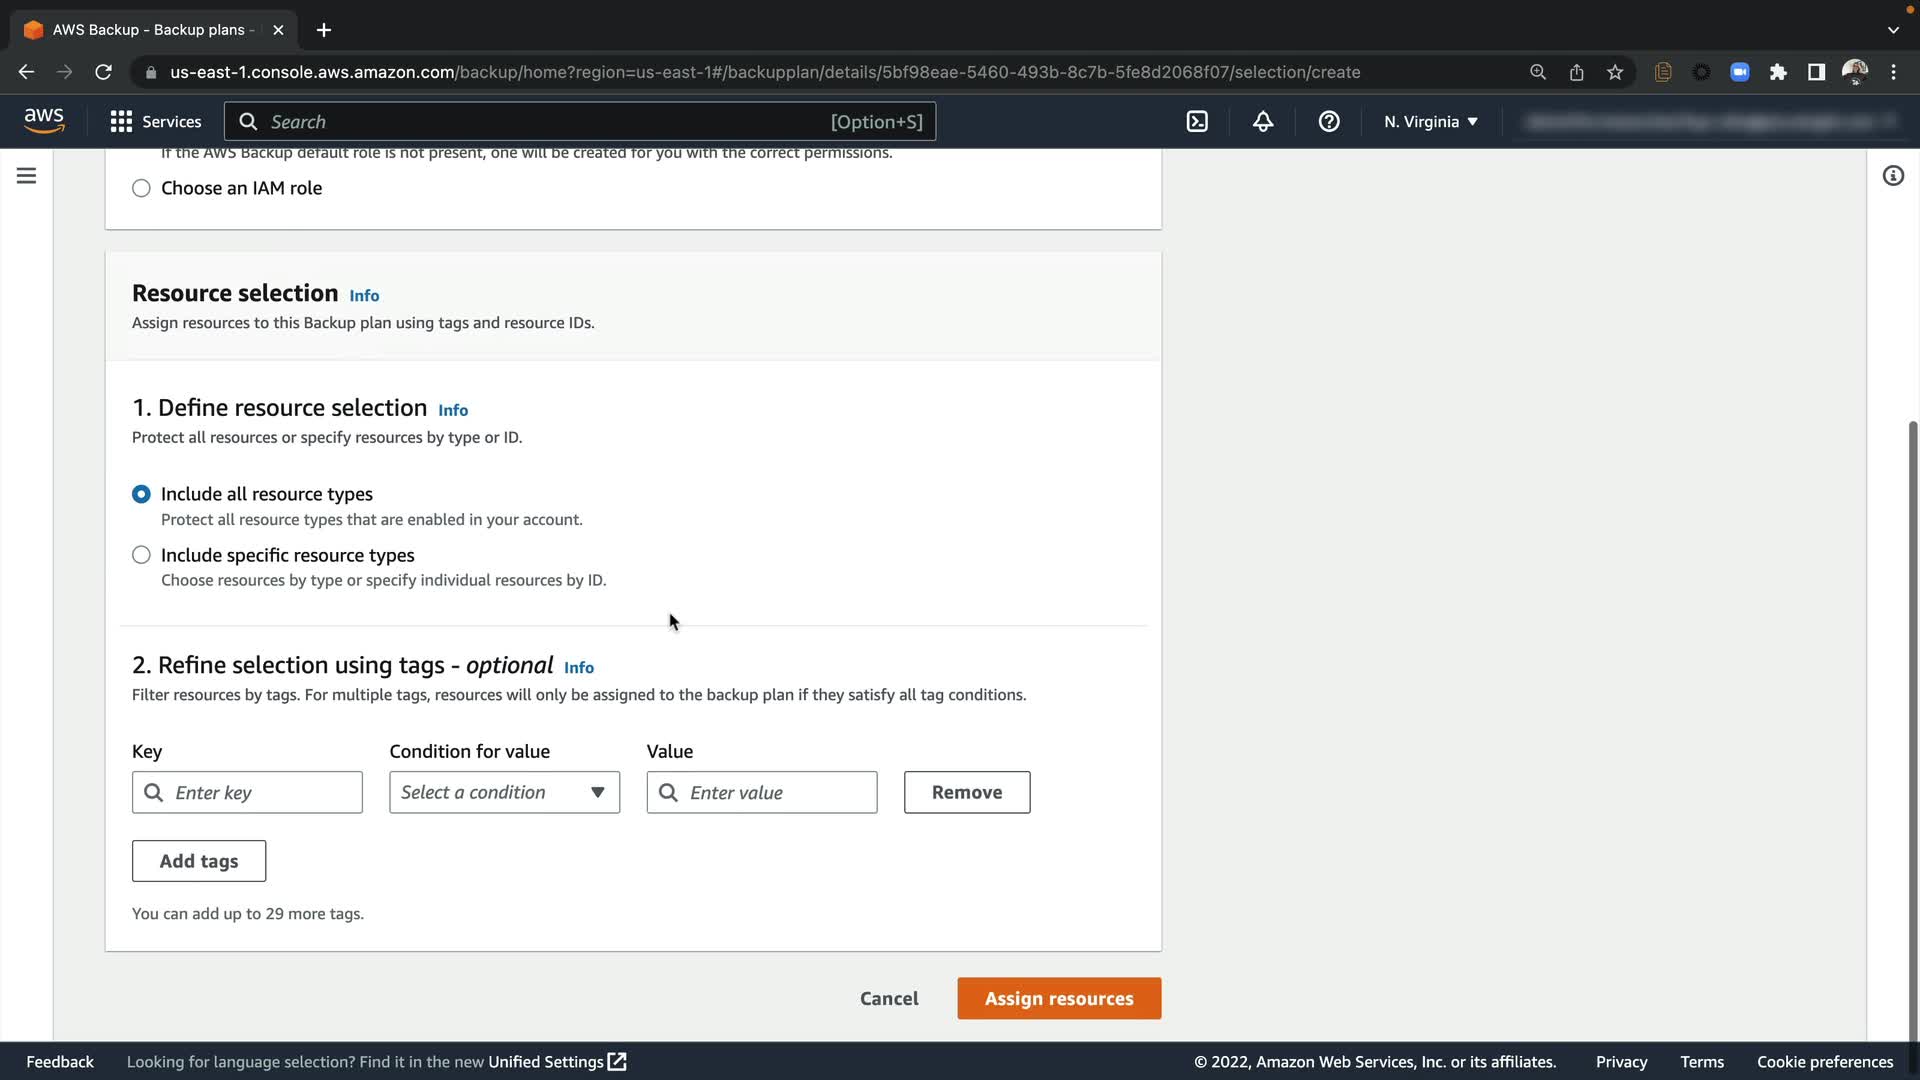 AWS Backup - Backup plans -
us-east-1.console.aws.amazon.com/backup/home?region=us-east-1#/backupplan/details/5bf98eae-5460-493b-8c7b-5fe8d2068f07/selection/create
aws
Services
Search
[Option+S]
N. Virginia
If the AWS Backup default role is not present, one will be created for you with the correct permissions.
Choose an IAM role
Resource selection Info
Assign resources to this Backup plan using tags and resource IDs.
1. Define resource selection Info
Protect all resources or specify resources by type or ID.
Include all resource types
Protect all resource types that are enabled in your account.
Include specific resource types
Choose resources by type or specify individual resources by ID.
2. Refine selection using tags - optional Info
Filter resources by tags. For multiple tags, resources will only be assigned to the backup plan if they satisfy all tag conditions.
Key Condition for value Value
Enter key Select a condition Enter value Remove
Add tags
You can add up to 29 more tags.
Cancel Assign resources
Feedback Looking for language selection? Find it in the new Unified Settings © 2022, Amazon Web Services, Inc. or its affiliates. Privacy Terms Cookie preferences